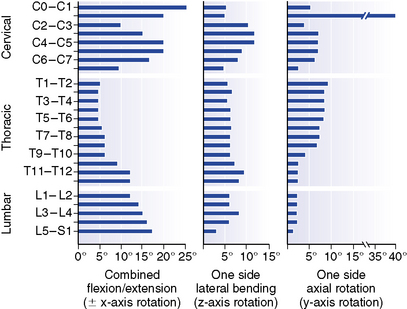 Cervical
C0–C1
C2–C3
C4–C5
C6–C7
Thoracic
T1–T2
T3–T4
T5–T6
T7–T8
T9–T10
T11–T12
Lumbar
L1–L2
L3–L4
L5–S1
0° 5° 10° 15° 20° 25°
Combined
flexion/extension
(± x-axis rotation)
0° 5° 10° 15°
One side
lateral bending
(z-axis rotation)
5° 10° 15° 35° 40°
One side
axial rotation
(y-axis rotation)